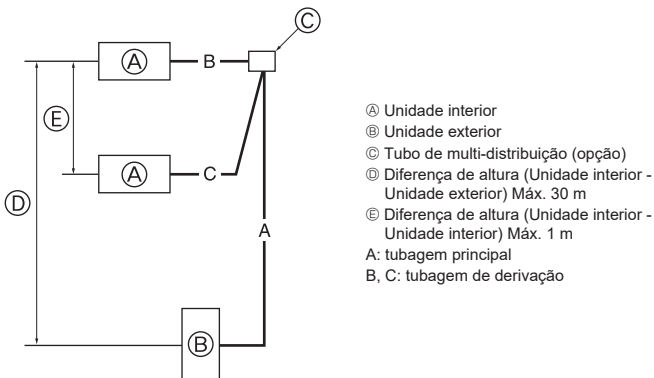 Ⓒ
Ⓐ
B
Ⓔ
Ⓐ
C
Ⓓ
A
Ⓑ
Ⓐ Unidade interior
Ⓑ Unidade exterior
Ⓒ Tubo de multi-distribuição (opção)
Ⓓ Diferença de altura (Unidade interior -
Unidade exterior) Máx. 30 m
Ⓔ Diferença de altura (Unidade interior -
Unidade interior) Máx. 1 m
A: tubagem principal
B, C: tubagem de derivação